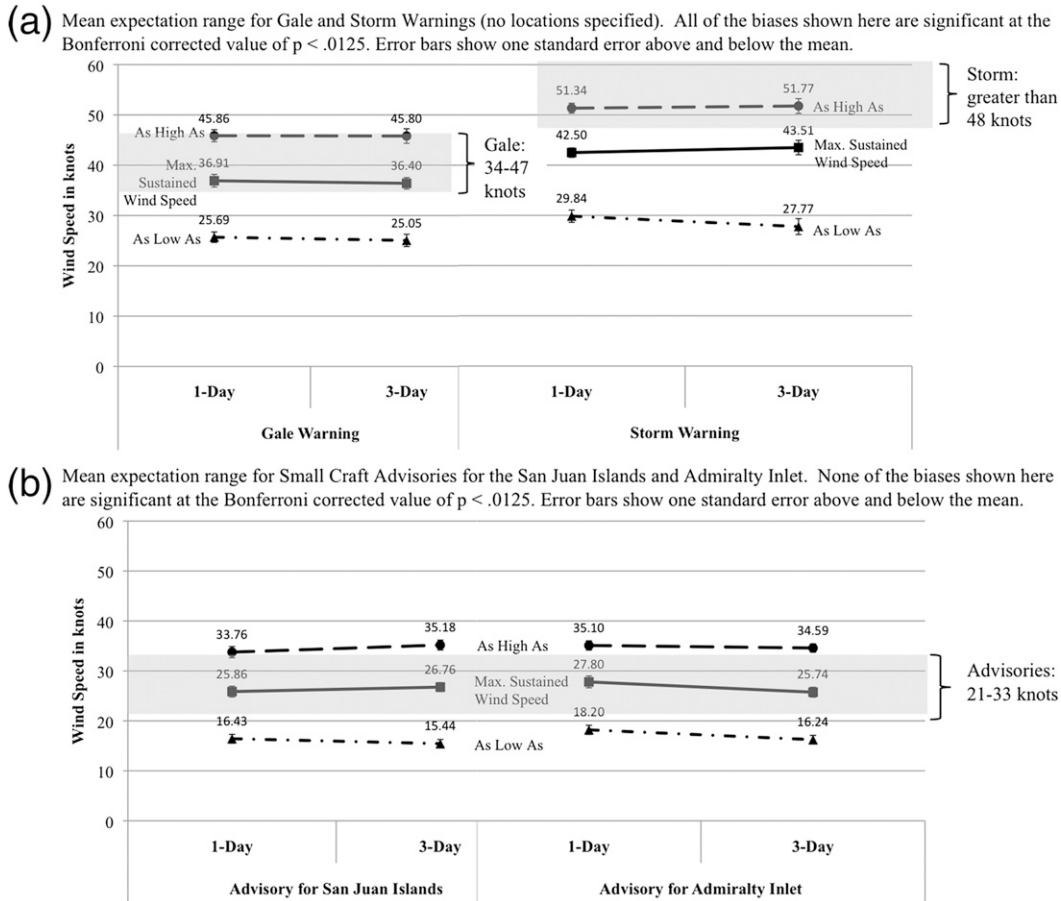 (a) Mean expectation range for Gale and Storm Warnings (no locations specified).  All of the biases shown here are significant at the
Bonferroni corrected value of p < .0125. Error bars show one standard error above and below the mean.
Wind Speed in knots
60
50
40
30
20
10
0
As High As
45.86
45.80
Max.
Sustained
Wind Speed
36.91
36.40
As Low As
25.69
25.05
Gale:
34-47
knots
51.34
51.77
As High As
42.50
43.51
Max. Sustained
Wind Speed
29.84
27.77
As Low As
Storm:
greater than
48 knots
1-Day
3-Day
1-Day
3-Day
Gale Warning
Storm Warning
(b) Mean expectation range for Small Craft Advisories for the San Juan Islands and Admiralty Inlet.  None of the biases shown here
are significant at the Bonferroni corrected value of p < .0125. Error bars show one standard error above and below the mean.
Wind Speed in knots
60
50
40
30
20
10
0
33.76
35.18
As High As
35.10
34.59
25.86
26.76
Max. Sustained
Wind Speed
27.80
25.74
16.43
15.44
As Low As
18.20
16.24
Advisories:
21-33 knots
1-Day
3-Day
1-Day
3-Day
Advisory for San Juan Islands
Advisory for Admiralty Inlet